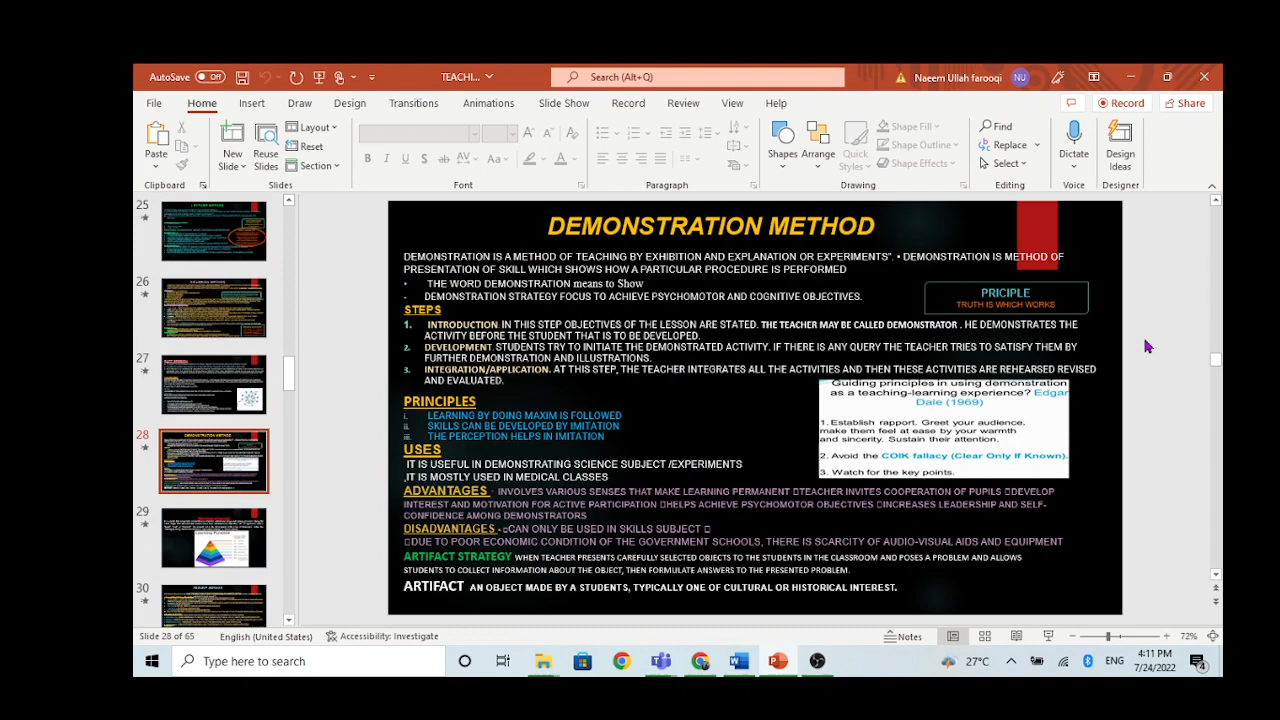 AutoSave Off
TEACHI...
Search (Alt+Q)
Naeem Ullah farooqi NU
File Home Insert Draw Design Transitions Animations Slide Show Record Review View Help
Record Share
Paste
New Slide
Reuse Slides
Layout
Reset
Section
Shapes Arrange Quick Styles
Shape Fill
Shape Outline
Shape Effects
Find
Replace
Select
Dictate
Design Ideas
Clipboard Slides Font Paragraph Drawing Editing Voice Designer
25
26
27
28
29
Learning Pyramid
30
DEMONSTRATION METHOD
DEMONSTRATION IS A METHOD OF TEACHING BY EXHIBITION AND EXPLANATION OR EXPERIMENTS". • DEMONSTRATION IS METHOD OF
PRESENTATION OF SKILL WHICH SHOWS HOW A PARTICULAR PROCEDURE IS PERFORMED
THE WORD DEMONSTRATION means to Show
DEMONSTRATION STRATEGY FOCUS TO ACHIEVE PSYCHOMOTOR AND COGNITIVE OBJECTIVES.
PRICIPLE
TRUTH IS WHICH WORKS
STEPS
1. INTRODUCTION IN THIS STEP OBJECTIVES OF THE LESSON ARE STATED. THE TEACHER MAY BE CALLED DEMONSTRATOR . HE DEMONSTRATES THE
ACTIVITY BEFORE THE STUDENT THAT IS TO BE DEVELOPED.
2. DEVELOPMENT. STUDENTS TRY TO INITIATE THE DEMONSTRATED ACTIVITY. IF THERE IS ANY QUERY THE TEACHER TRIES TO SATISFY THEM BY
FURTHER DEMONSTRATION AND ILLUSTRATIONS.
3. INTEGRATION/APPLICATION. AT THIS STEP, THE TEACHER INTEGRATES ALL THE ACTIVITIES AND THEN THESE ACTIVITIES ARE REHEARSED REVISED
AND EVALUATED.
PRINCIPLES
i. LEARNING BY DOING MAXIM IS FOLLOWED
ii. SKILLS CAN BE DEVELOPED BY IMITATION
iii. THE PERCEPTION HELPS IN IMITATION
Guiding principles in using demonstration
as a teaching-learning experience? Edgar
Dale (1969)
1. Establish rapport. Greet your audience,
make them feel at ease by your warmth
and sincerity. Sustain their attention.
2. Avoid the COIK fallacy (Clear Only If Known).
3. Watch for the key points.
USES
IT IS USEFUL IN DEMONSTRATING SCIENTIFIC EXPERIMENTS
,IT IS MOSTLY USED IN MEDICAL CLASSES
ADVANTAGES - INVOLVES VARIOUS SENSES THAT MAKE LEARNING PERMANENT TEACHER INVITES COOPERATION OF PUPILS DEVELOP
INTEREST AND MOTIVATION FOR ACTIVE PARTICIPATION HELPS ACHIEVE PSYCHOMOTOR OBJECTIVES INCREASES LEADERSHIP AND SELF-
CONFIDENCE AMONG DEMONSTRATORS
DISADVANTAGES - -CAN ONLY BE USED IN SKILLS SUBJECT
DUE TO POOR ECONOMIC CONDITION OF THE GOVERNMENT SCHOOLS, THERE IS SCARCITY OF AUDIO-VISUAL AIDS AND EQUIPMENT
ARTIFACT STRATEGY WHEN TEACHER PRESENTS CAREFULLY SELECTED OBJECTS TO THE STUDENTS IN THE CLASSROOM AND POSES A PROBLEM AND ALLOWS
STUDENTS TO COLLECT INFORMATION ABOUT THE OBJECT, THEN FORMULATE ANSWERS TO THE PRESENTED PROBLEM.
ARTIFACT AN OBJECT MADE BY A STUDENTS, TYPICALLY ONE OF CULTURAL OR HISTORICAL INTEREST
Slide 28 of 65 English (United States) Accessibility: Investigate
Notes 72%
Type here to search
27°C ENG 4:11 PM
7/24/2022 4